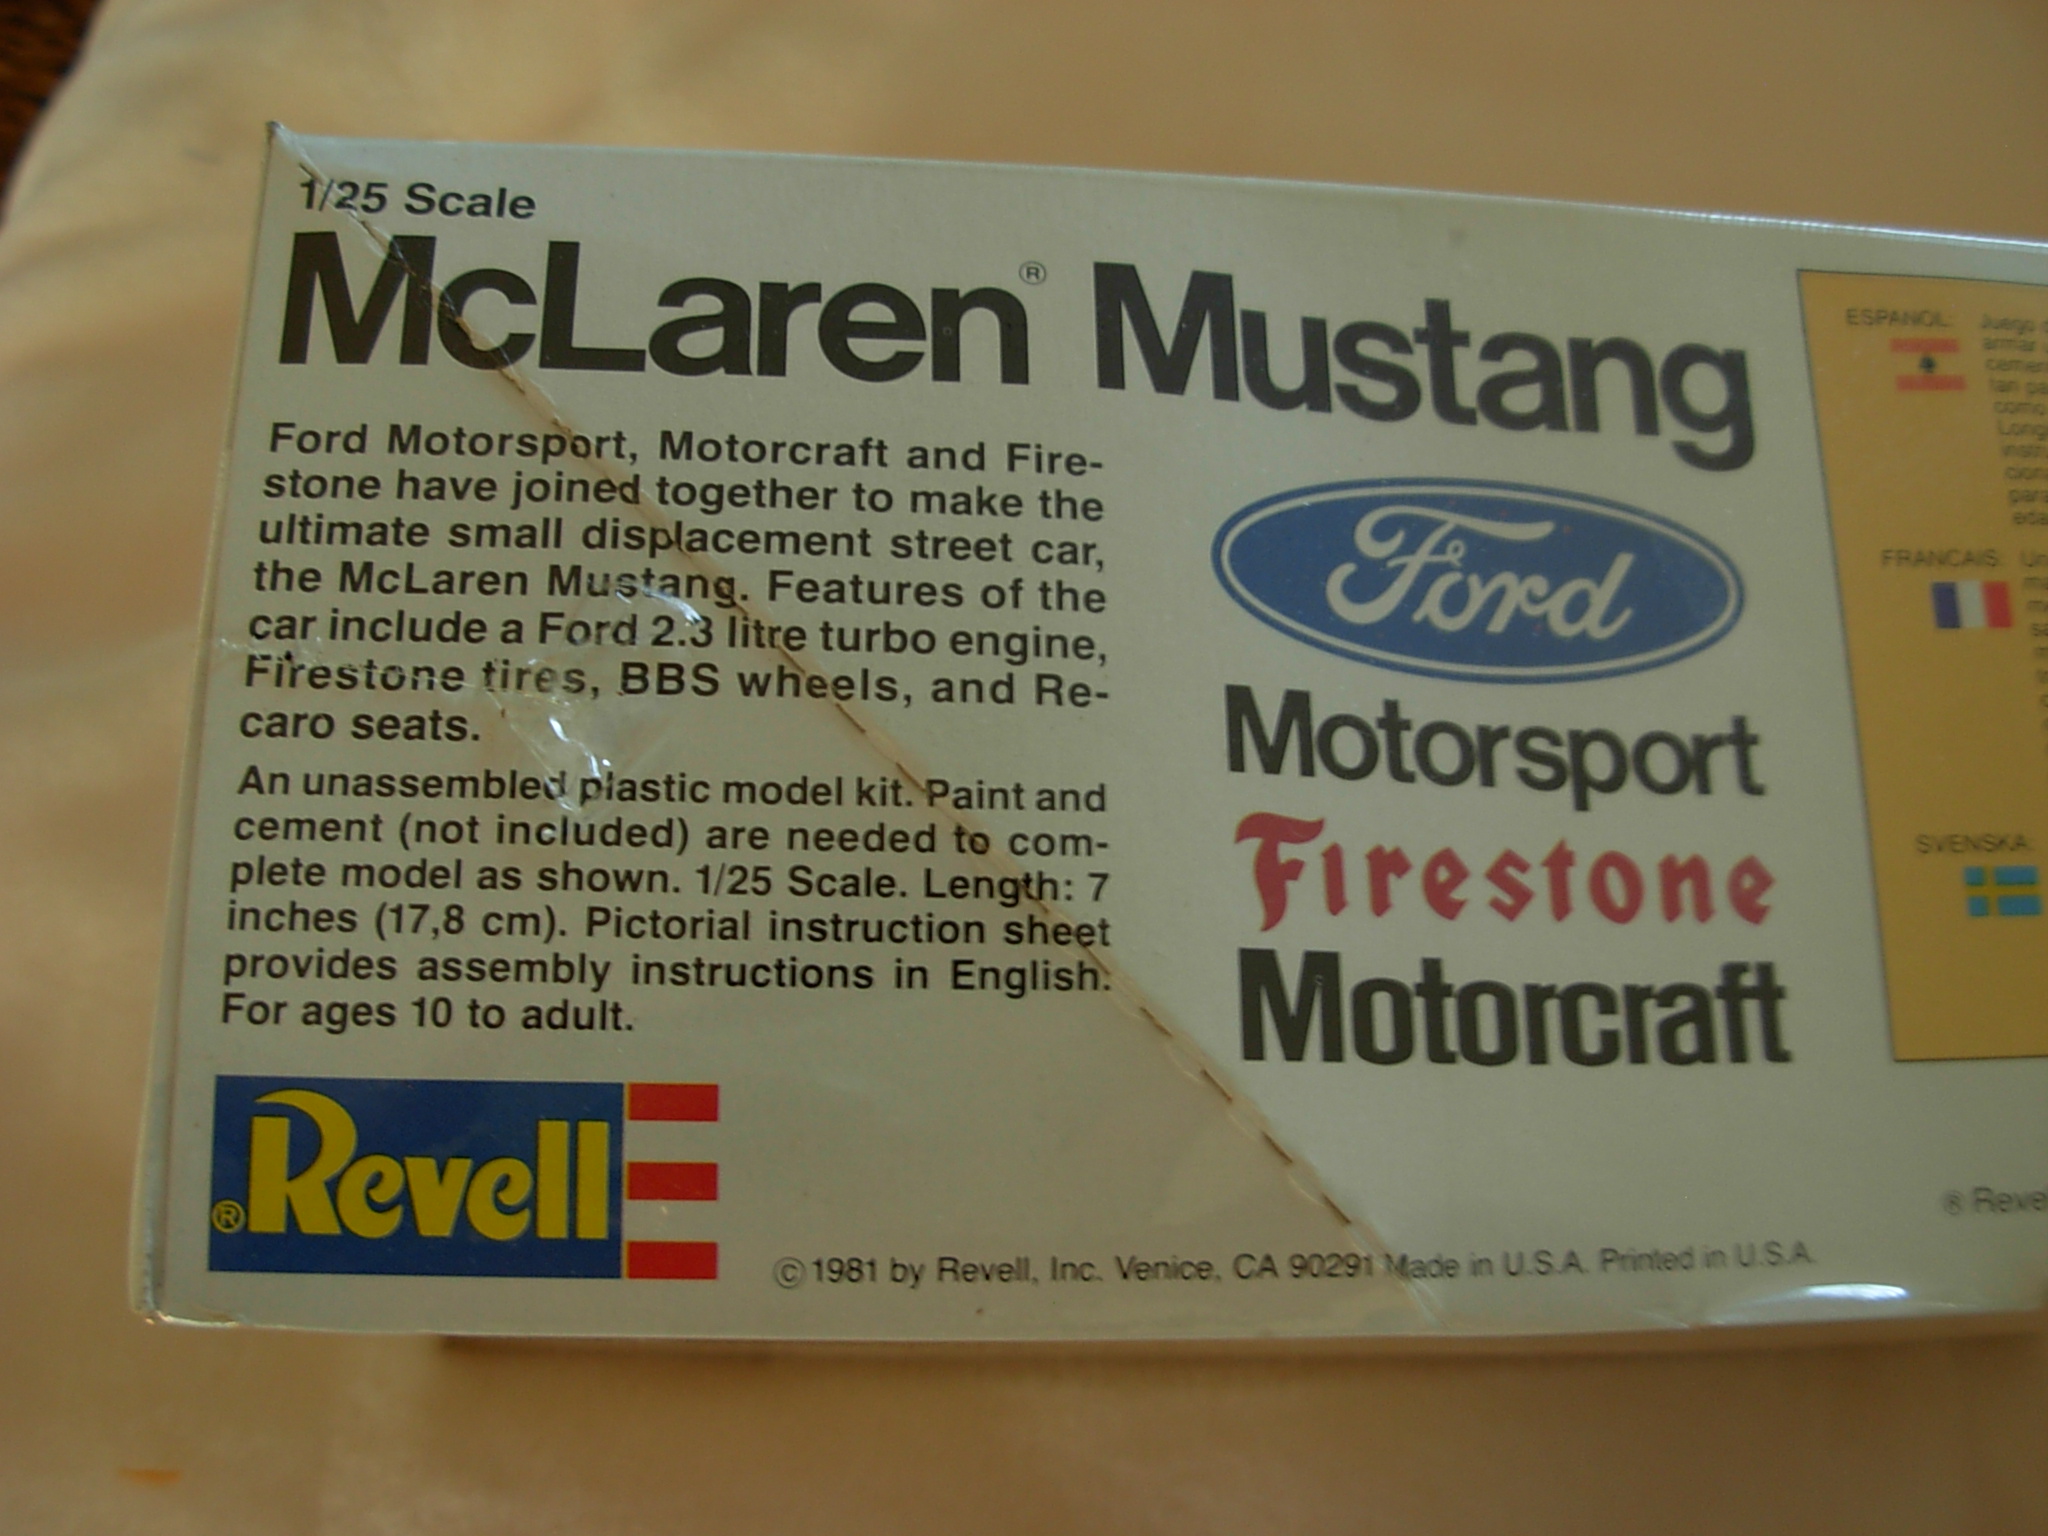 1/25 Scale
McLaren® Mustang
Ford Motorsport, Motorcraft and Fire-
stone have joined together to make the
ultimate small displacement street car,
the McLaren Mustang. Features of the
car include a Ford 2.3 litre turbo engine,
Firestone tires, BBS wheels, and Re-
caro seats.
An unassembled plastic model kit. Paint and
cement (not included) are needed to com-
plete model as shown. 1/25 Scale. Length: 7
inches (17,8 cm). Pictorial instruction sheet
provides assembly instructions in English.
For ages 10 to adult.
®Revell
©1981 by Revell, Inc. Venice, CA 90291 Made in U.S.A. Printed in U.S.A.
Ford
Motorsport
Firestone
Motorcraft
ESPAÑOL: Juego
armar
como
FRANCAIS:
SVENSKA:
®